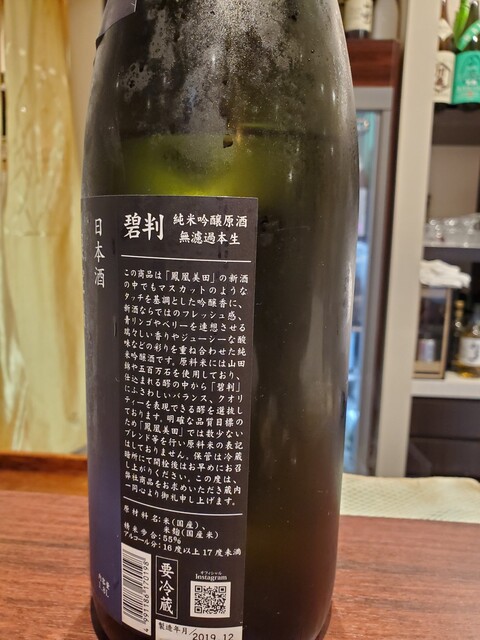 日本酒
碧判 純米吟醸原酒
無濾過本生
この商品は「鳳凰美田」の新酒
の中でもマスカットのような
タッチを基調とした吟醸香に、
新酒ならではのフレッシュ感、
青リンゴやベリーを連想させる
瑞々しい香りやジューシーな酸
味などの彩りを重ね合わせた純
米吟醸酒です。原料米には山田
錦や五百万石を使用しており、
仕込まれる醪の中から「碧判」
にふさわしいバランス、クオリ
ティーを表現できる醪を選抜し
ております。明確な品質目標の
ため「鳳凰美田」では数少ない
ブレンド等を行い原料米の表記
はしておりません。保管は冷蔵
暗所にて開栓後はお早めにお召
し上がりください。この度は、
弊社商品をお求めいただき蔵内
一同心より御礼申し上げます。
原材料名:米(国産)、
米麹(国産米)
精米歩合:55%
アルコール分:16度以上17度未満
要冷蔵
オフィシャル
Instagram
4991186170198
内容量
1.8L
製造年月 2019.12